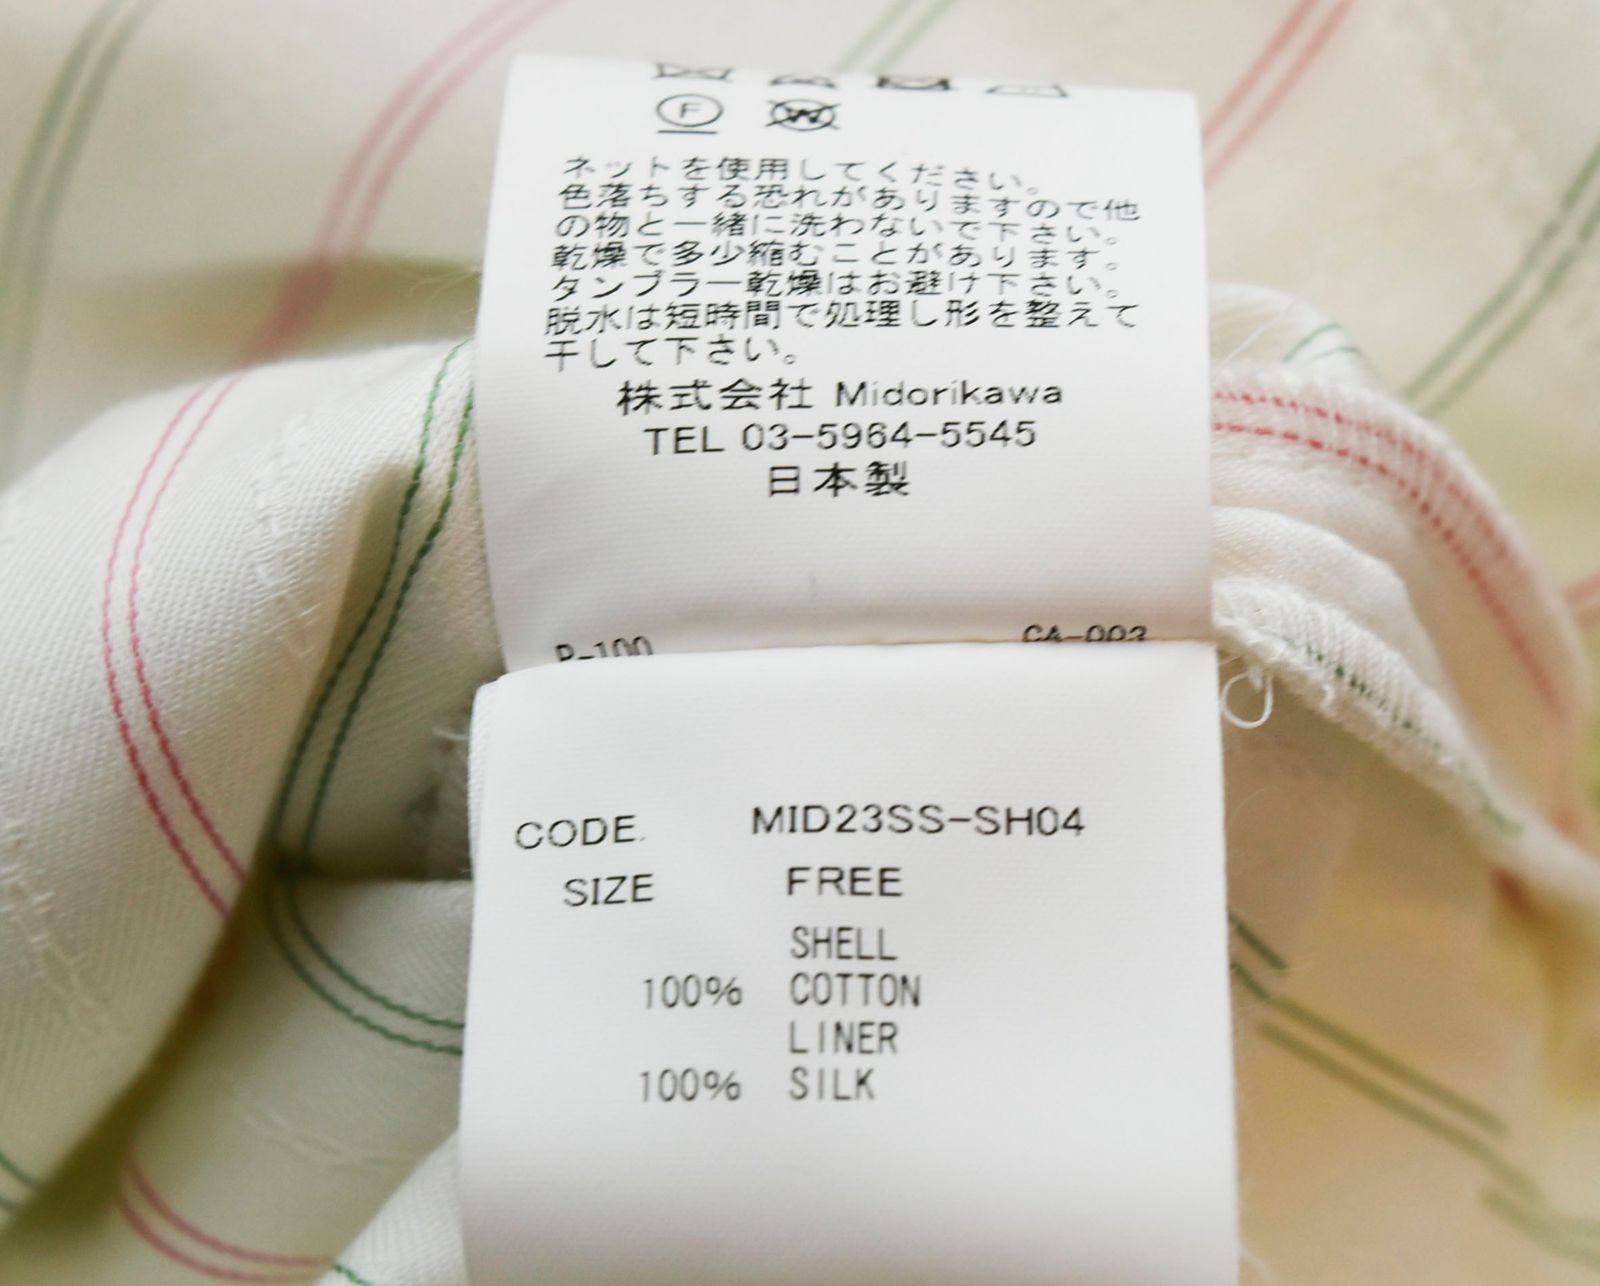 F W
ネットを使用してください。
色落ちする恐れがありますので他
の物と一緒に洗わないで下さい。
乾燥で多少縮むことがあります。
タンブラー乾燥はお避け下さい。
脱水は短時間で処理し形を整えて
干して下さい。
株式会社 Midorikawa
TEL 03-5964-5545
日本製
P-100 CA-003
CODE. MID23SS-SH04
SIZE FREE
SHELL
100% COTTON
LINER
100% SILK